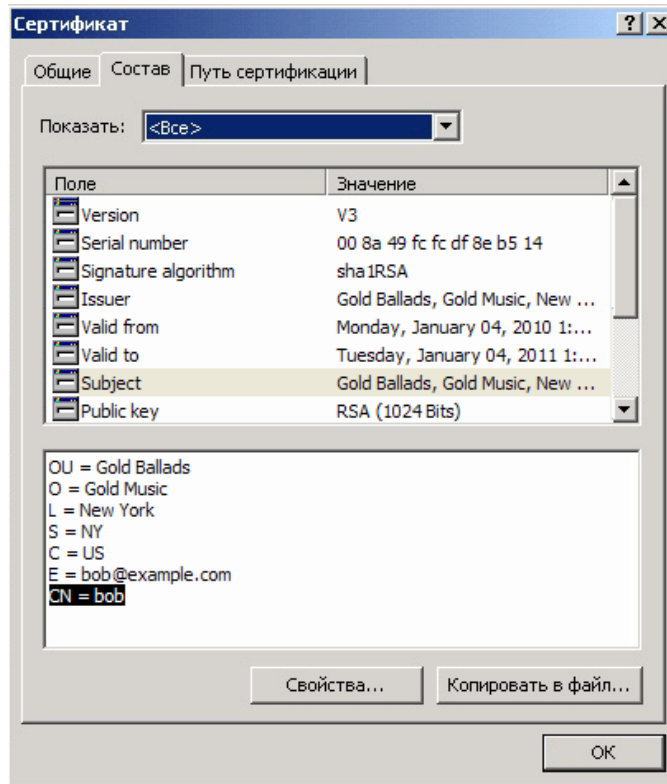 Сертификат
Общие Состав Путь сертификации
Показать: <Все>
Поле Значение
Version V3
Serial number 00 8a 49 fc fc df 8e b5 14
Signature algorithm sha1RSA
Issuer Gold Ballads, Gold Music, New ...
Valid from Monday, January 04, 2010 1:...
Valid to Tuesday, January 04, 2011 1:...
Subject Gold Ballads, Gold Music, New ...
Public key RSA (1024 Bits)
OU = Gold Ballads
O = Gold Music
L = New York
S = NY
C = US
E = bob@example.com
CN = bob
Свойства... Копировать в файл...
ОК